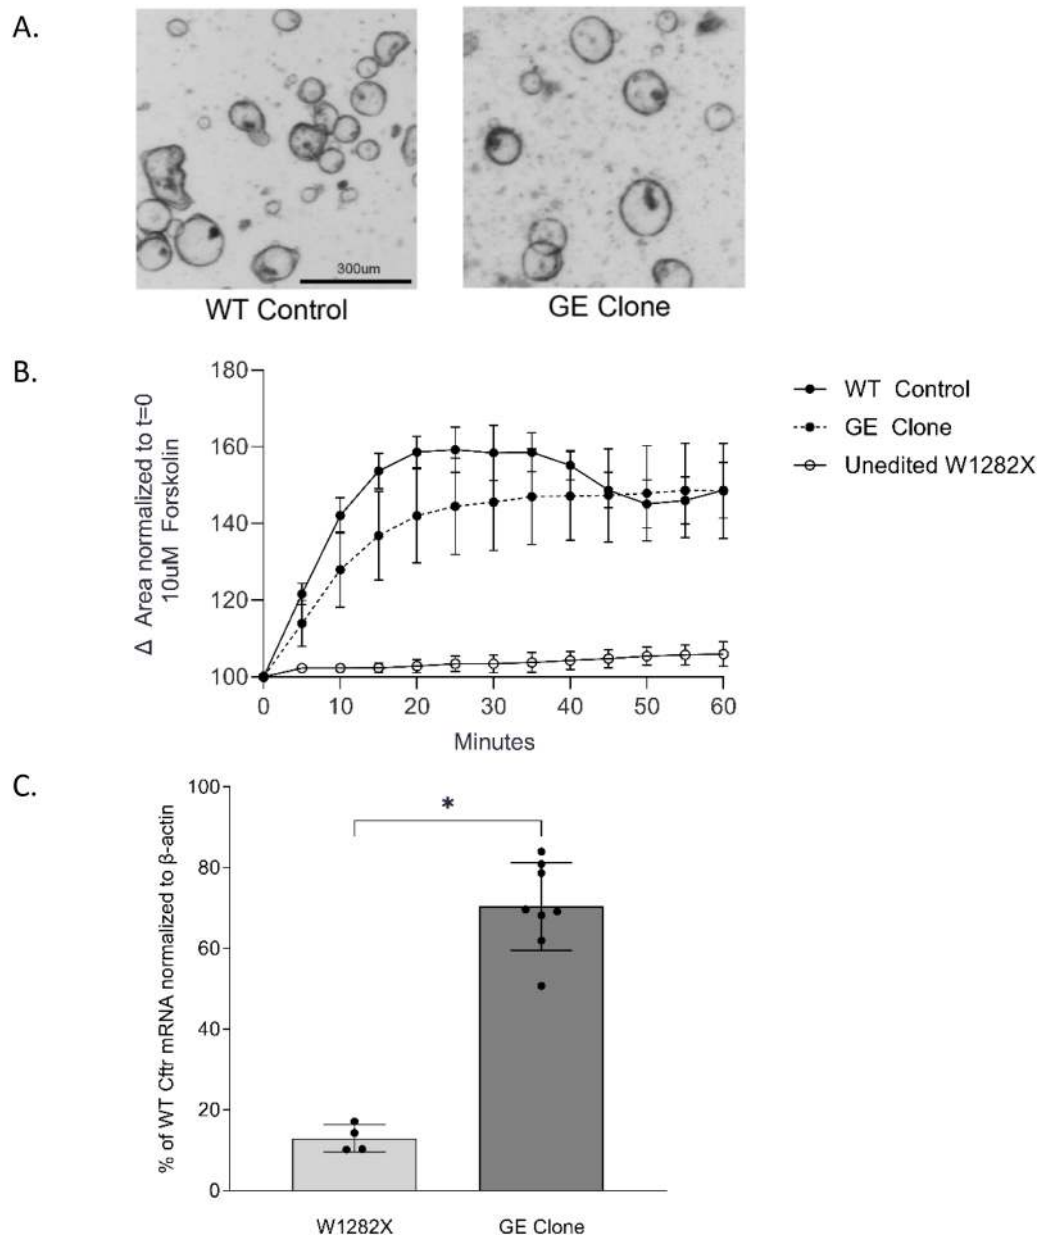 A.
300um
WT Control
GE Clone
B.
Δ Area normalized to t=0
10uM Forskolin
180
160
140
120
100
0
10
20
30
40
50
60
Minutes
WT Control
GE Clone
Unedited W1282X
C.
% of WT Cftr mRNA normalized to β-actin
100
80
60
40
20
0
*
W1282X
GE Clone